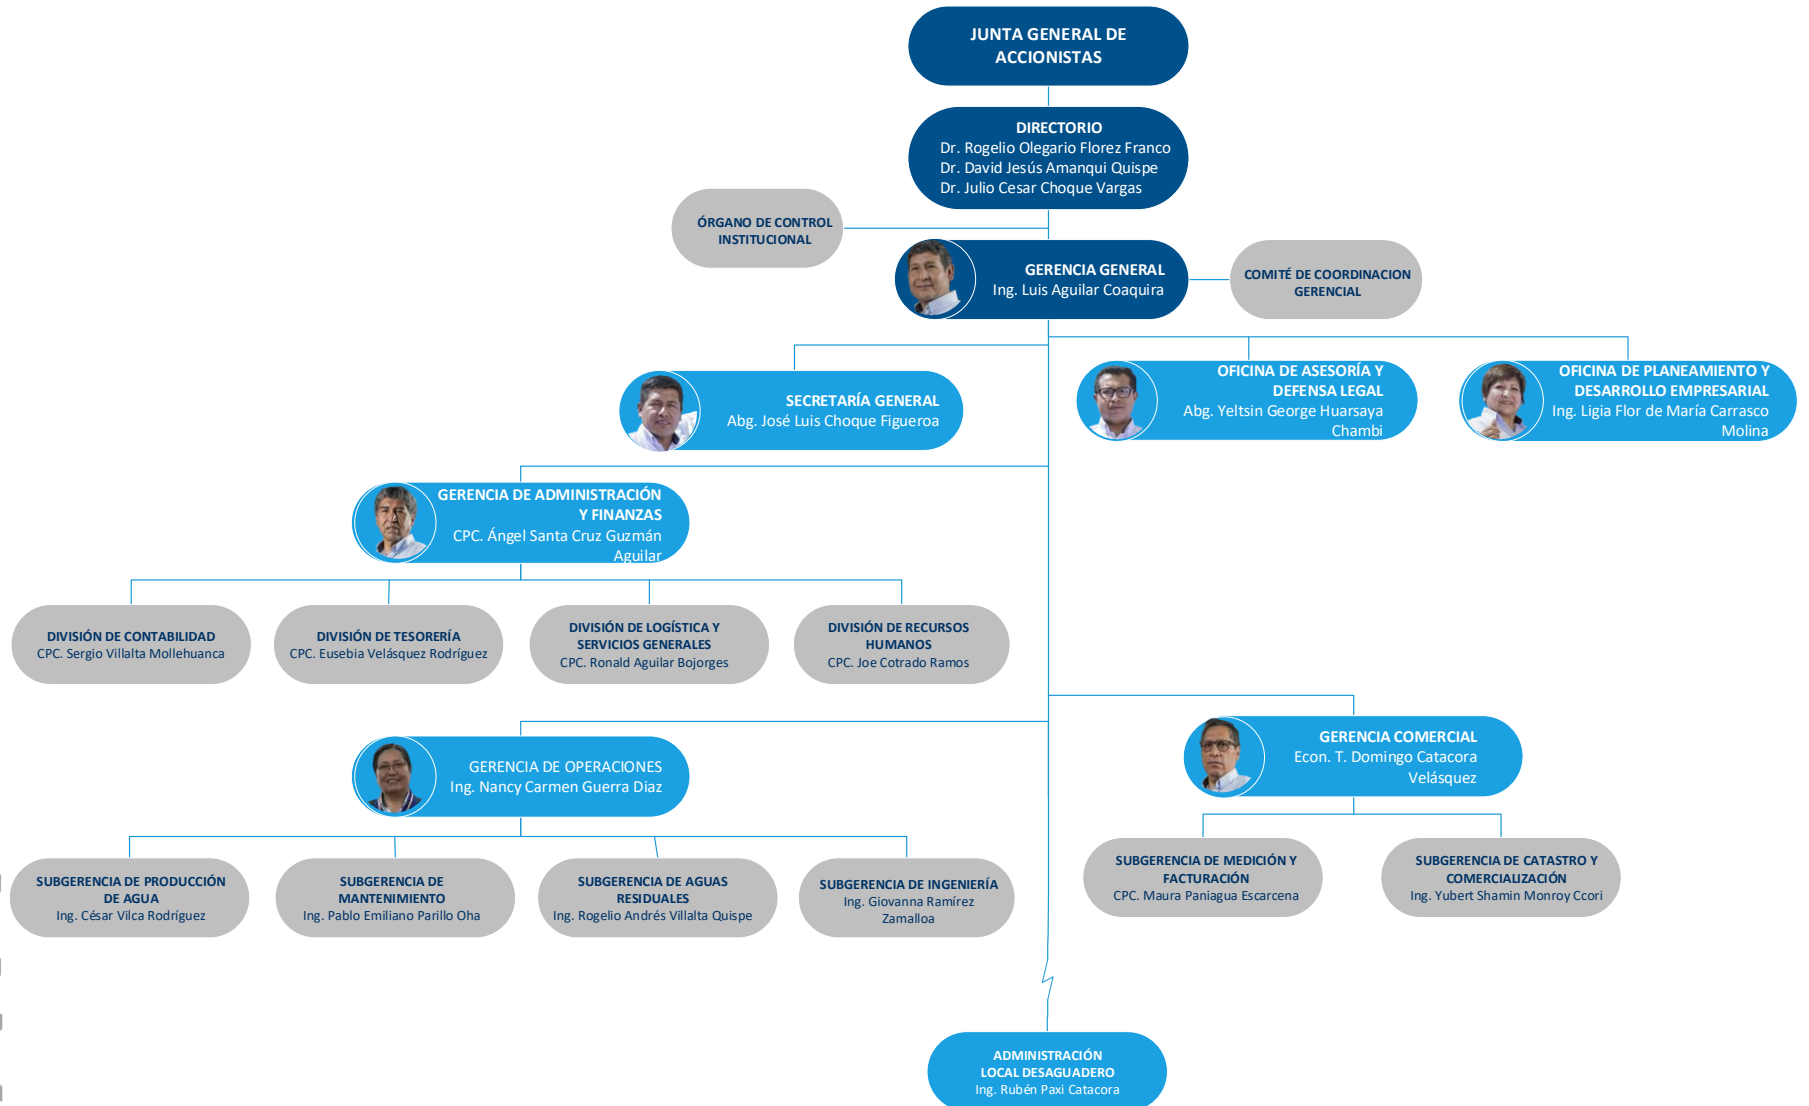 JUNTA GENERAL DE
ACCIONISTAS
DIRECTORIO
Dr. Rogelio Olegario Florez Franco
Dr. David Jesús Amanqui Quispe
Dr. Julio Cesar Choque Vargas
ÓRGANO DE CONTROL
INSTITUCIONAL
GERENCIA GENERAL
Ing. Luis Aguilar Coaquira
COMITÉ DE COORDINACION
GERENCIAL
SECRETARÍA GENERAL
Abg. José Luis Choque Figueroa
OFICINA DE ASESORÍA Y
DEFENSA LEGAL
Abg. Yeltsin George Huarsaya
Chambi
OFICINA DE PLANEAMIENTO Y
DESARROLLO EMPRESARIAL
Ing. Ligia Flor de María Carrasco
Molina
GERENCIA DE ADMINISTRACIÓN
Y FINANZAS
CPC. Ángel Santa Cruz Guzmán
Aguilar
DIVISIÓN DE CONTABILIDAD
CPC. Sergio Villalta Mollehuanca
DIVISIÓN DE TESORERÍA
CPC. Eusebia Velásquez Rodríguez
DIVISIÓN DE LOGÍSTICA Y
SERVICIOS GENERALES
CPC. Ronald Aguilar Bojorges
DIVISIÓN DE RECURSOS
HUMANOS
CPC. Joe Cotrado Ramos
GERENCIA DE OPERACIONES
Ing. Nancy Carmen Guerra Diaz
GERENCIA COMERCIAL
Econ. T. Domingo Catacora
Velásquez
SUBGERENCIA DE PRODUCCIÓN
DE AGUA
Ing. César Vilca Rodríguez
SUBGERENCIA DE
MANTENIMIENTO
Ing. Pablo Emiliano Parillo Oha
SUBGERENCIA DE AGUAS
RESIDUALES
Ing. Rogelio Andrés Villalta Quispe
SUBGERENCIA DE INGENIERÍA
Ing. Giovanna Ramírez
Zamalloa
SUBGERENCIA DE MEDICIÓN Y
FACTURACIÓN
CPC. Maura Paniagua Escarcena
SUBGERENCIA DE CATASTRO Y
COMERCIALIZACIÓN
Ing. Yubert Shamin Monroy Ccori
ADMINISTRACIÓN
LOCAL DESAGUADERO
Ing. Rubén Paxi Catacora